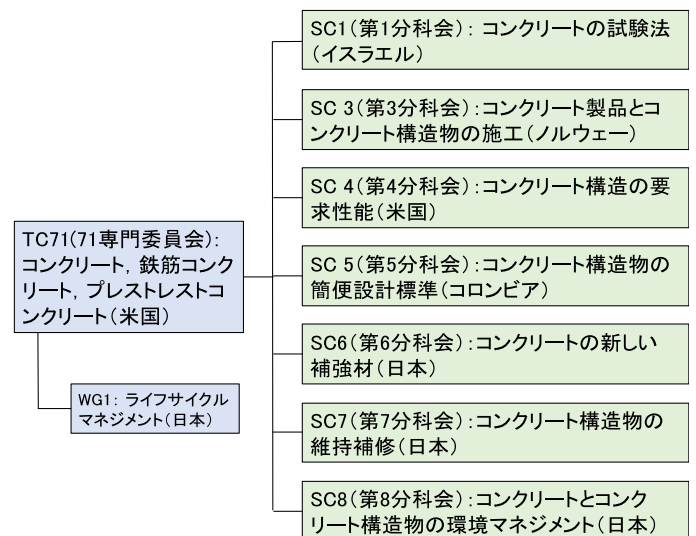 SC1（第1分科会）：コンクリートの試験法
（イスラエル）
SC 3（第3分科会）：コンクリート製品とコ
ンクリート構造物の施工（ノルウェー）
SC 4（第4分科会）：コンクリート構造の要
求性能（米国）
TC71(71専門委員会)：
コンクリート，鉄筋コンク
リート，プレストレストコ
ンクリート（米国）
SC 5（第5分科会）：コンクリート構造物の
簡便設計標準（コロンビア）
SC6（第6分科会）：コンクリートの新しい
補強材（日本）
WG1： ライフサイクル
マネジメント（日本）
SC7（第7分科会）：コンクリート構造物の
維持補修（日本）
SC8（第8分科会）：コンクリートとコンク
リート構造物の環境マネジメント（日本）